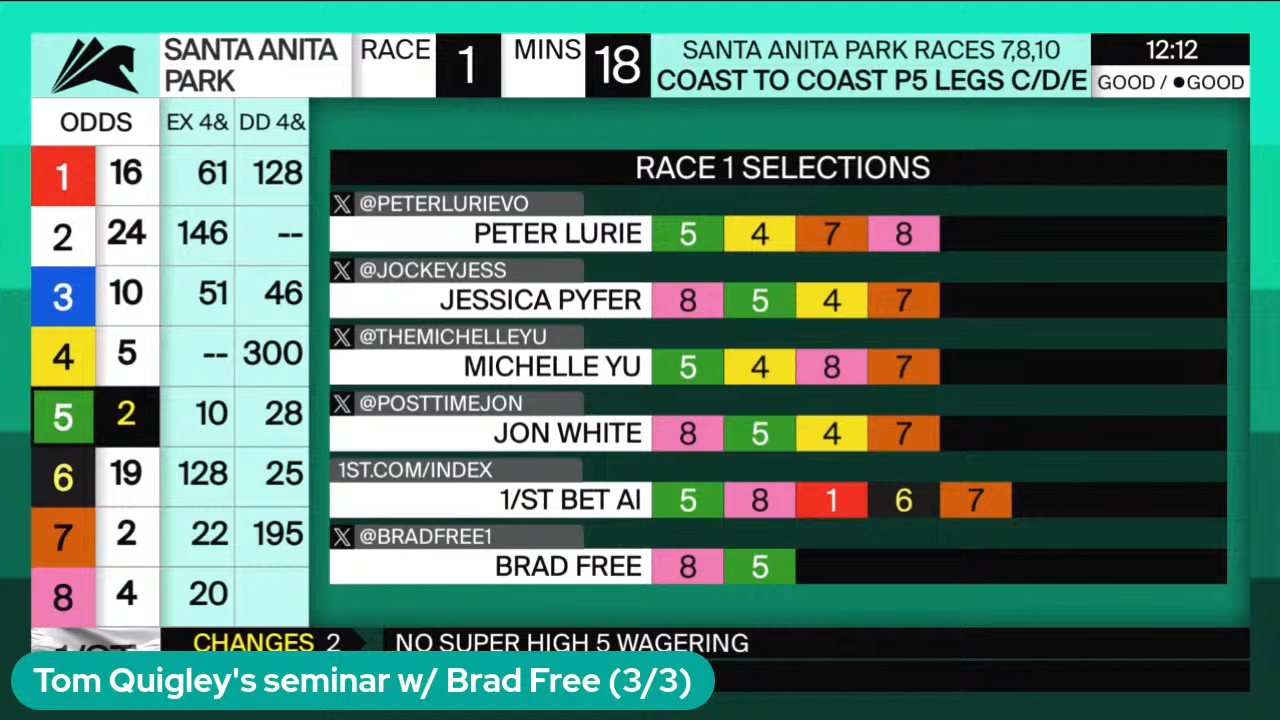 SANTA ANITA PARK
RACE 1
MINS 18
SANTA ANITA PARK RACES 7,8,10
COAST TO COAST P5 LEGS C/D/E
12:12
GOOD / ●GOOD
ODDS EX 4& DD 4&
1 16 61 128
2 24 146 --
3 10 51 46
4 5 -- 300
5 2 10 28
6 19 128 25
7 2 22 195
8 4 20
RACE 1 SELECTIONS
X @PETERLURIEVO
PETER LURIE 5 4 7 8
X @JOCKEYJESS
JESSICA PYFER 8 5 4 7
X @THEMICHELLEYU
MICHELLE YU 5 4 8 7
X @POSTTIMEJON
JON WHITE 8 5 4 7
1ST.COM/INDEX
1/ST BET AI 5 8 1 6 7
X @BRADFREE1
BRAD FREE 8 5
CHANGES 2 NO SUPER HIGH 5 WAGERING
Tom Quigley's seminar w/ Brad Free (3/3)